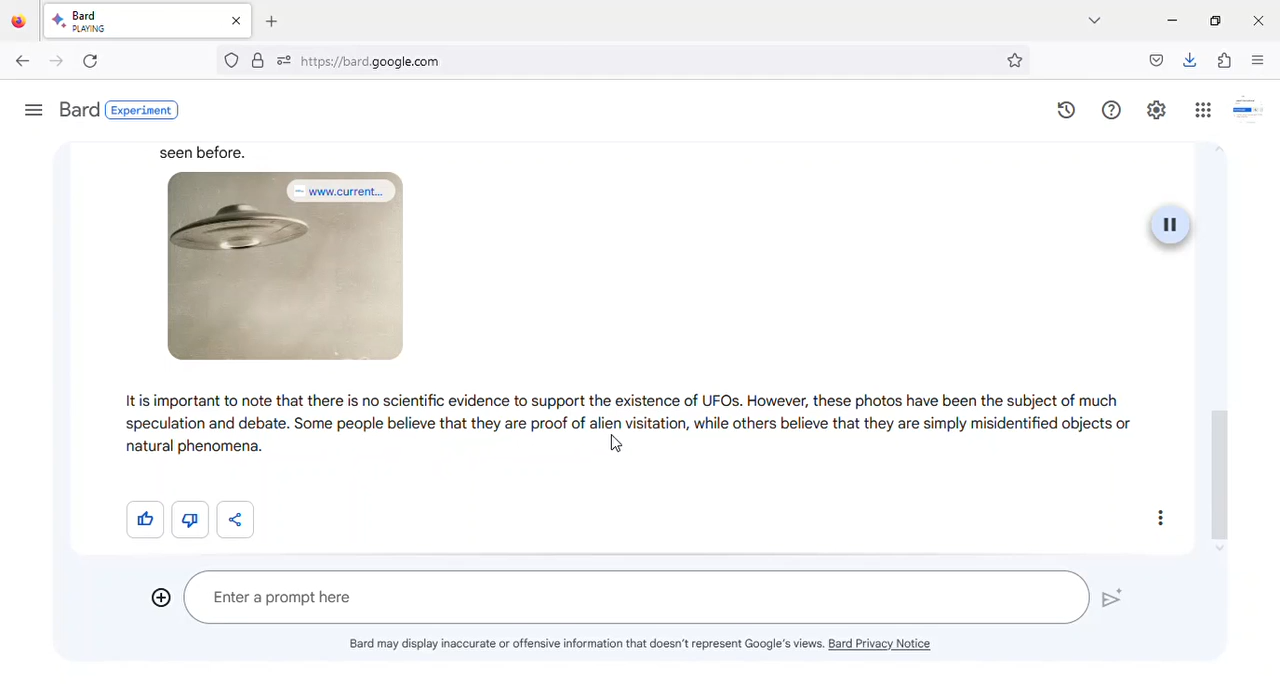 Bard
PLAYING
https://bard.google.com
Bard Experiment
seen before.
www.current...
It is important to note that there is no scientific evidence to support the existence of UFOs. However, these photos have been the subject of much
speculation and debate. Some people believe that they are proof of alien visitation, while others believe that they are simply misidentified objects or
natural phenomena.
Enter a prompt here
Bard may display inaccurate or offensive information that doesn't represent Google's views. Bard Privacy Notice